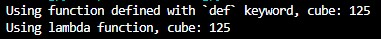 Using function defined with `def` keyword, cube: 125
Using lambda function, cube: 125